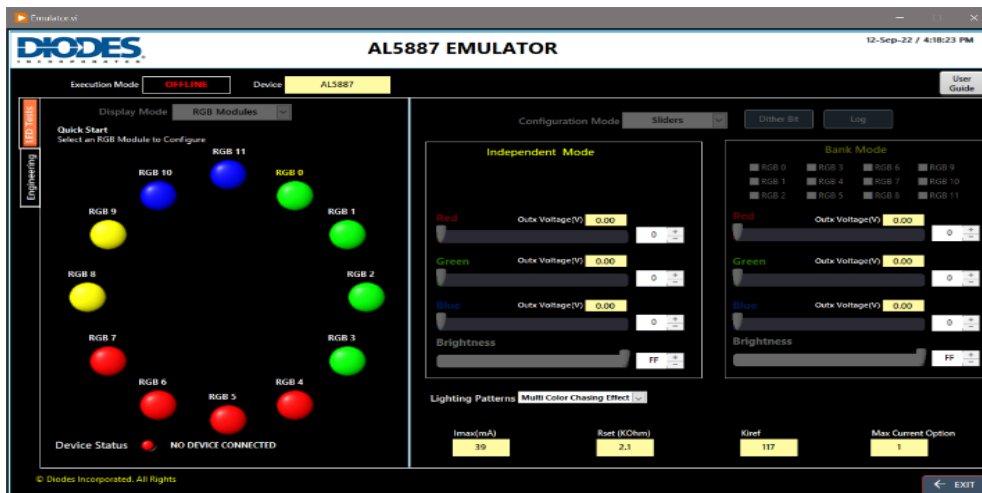 Emulator.vi
DIODES
INCORPORATED
AL5887 EMULATOR
12-Sep-22 / 4:18:23 PM
Execution Mode OFFLINE Device AL5887
User Guide
LED Tests
Engineering
Display Mode RGB Modules
Quick Start
Select an RGB Module to Configure
RGB 11
RGB 10
RGB 0
RGB 9
RGB 1
RGB 8
RGB 2
RGB 7
RGB 3
RGB 6
RGB 5
RGB 4
Device Status NO DEVICE CONNECTED
Configuration Mode Sliders Dither Bit Log
Independent Mode
Red Outx Voltage(V) 0.00
0
Green Outx Voltage(V) 0.00
0
Blue Outx Voltage(V) 0.00
0
Brightness
FF
Bank Mode
RGB 0 RGB 3 RGB 6 RGB 9
RGB 1 RGB 4 RGB 7 RGB 10
RGB 2 RGB 5 RGB 8 RGB 11
Red Outx Voltage(V) 0.00
0
Green Outx Voltage(V) 0.00
0
Blue Outx Voltage(V) 0.00
0
Brightness
FF
Lighting Patterns Multi Color Chasing Effect
Imax(mA) Rset (KOhm) Kiref Max Current Option
39 2.1 117 1
© Diodes Incorporated. All Rights
EXIT